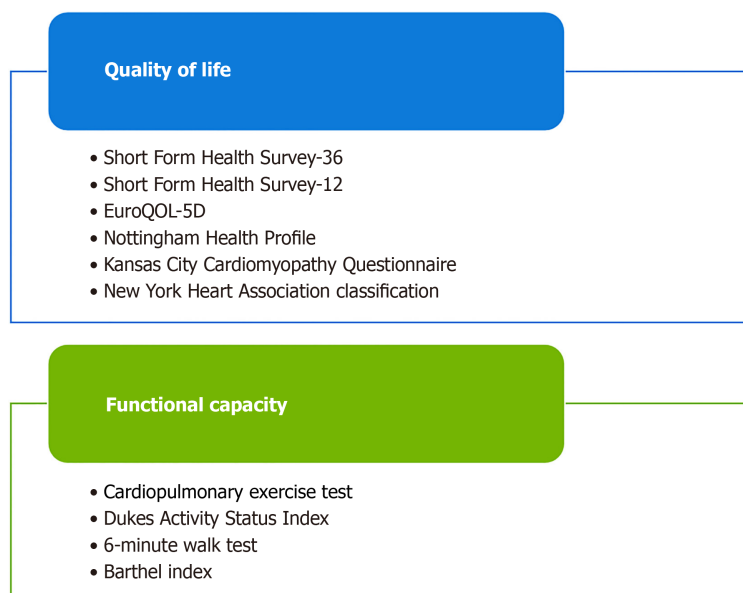 Quality of life
• Short Form Health Survey-36
• Short Form Health Survey-12
• EuroQOL-5D
• Nottingham Health Profile
• Kansas City Cardiomyopathy Questionnaire
• New York Heart Association classification
Functional capacity
• Cardiopulmonary exercise test
• Dukes Activity Status Index
• 6-minute walk test
• Barthel index